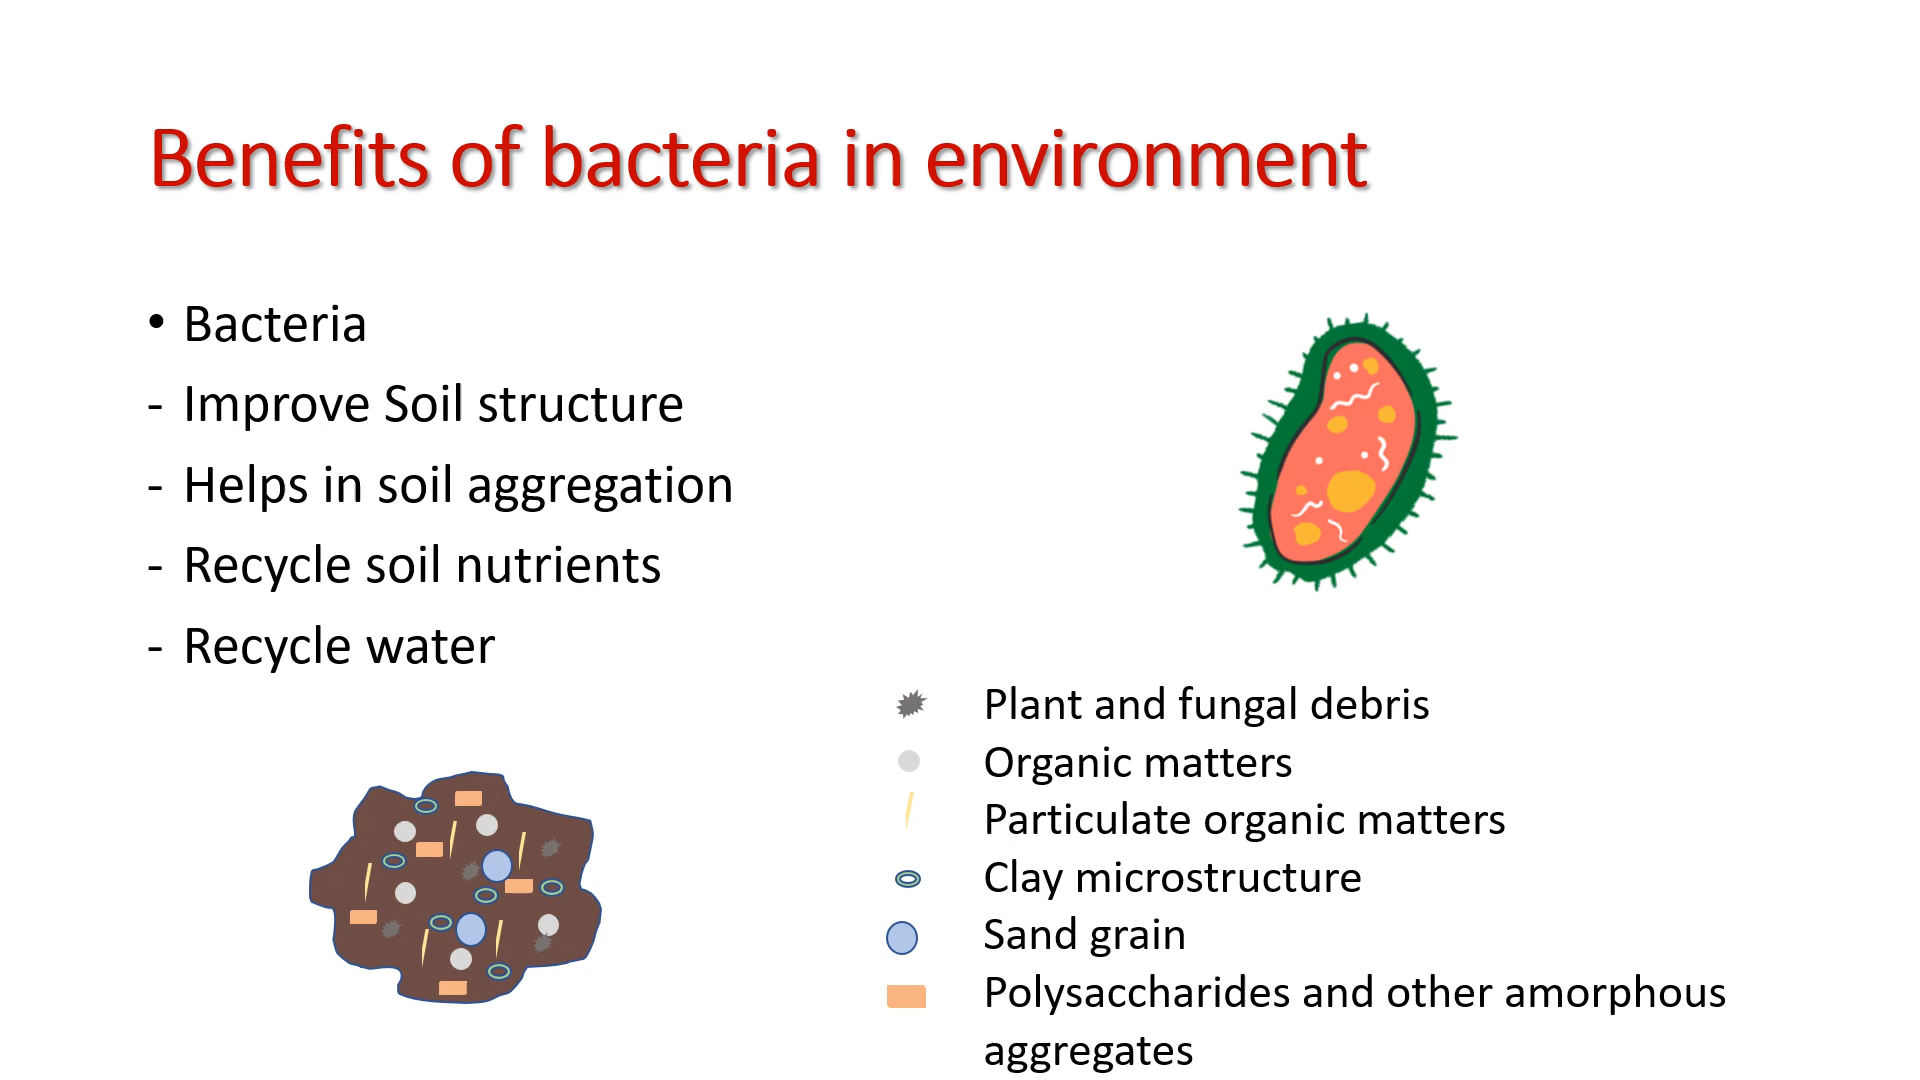 Benefits of bacteria in environment
• Bacteria
- Improve Soil structure
- Helps in soil aggregation
- Recycle soil nutrients
- Recycle water
Plant and fungal debris
Organic matters
Particulate organic matters
Clay microstructure
Sand grain
Polysaccharides and other amorphous
aggregates